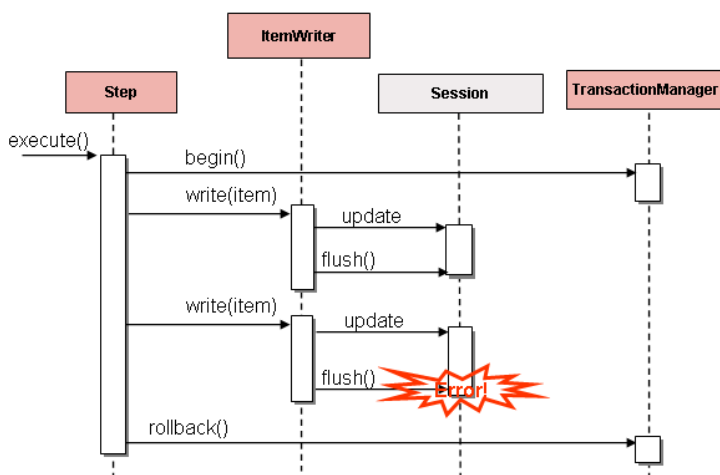 ItemWriter
Step
Session
TransactionManager
execute()
begin()
write(item)
update
flush()
write(item)
update
flush()
Error!
rollback()